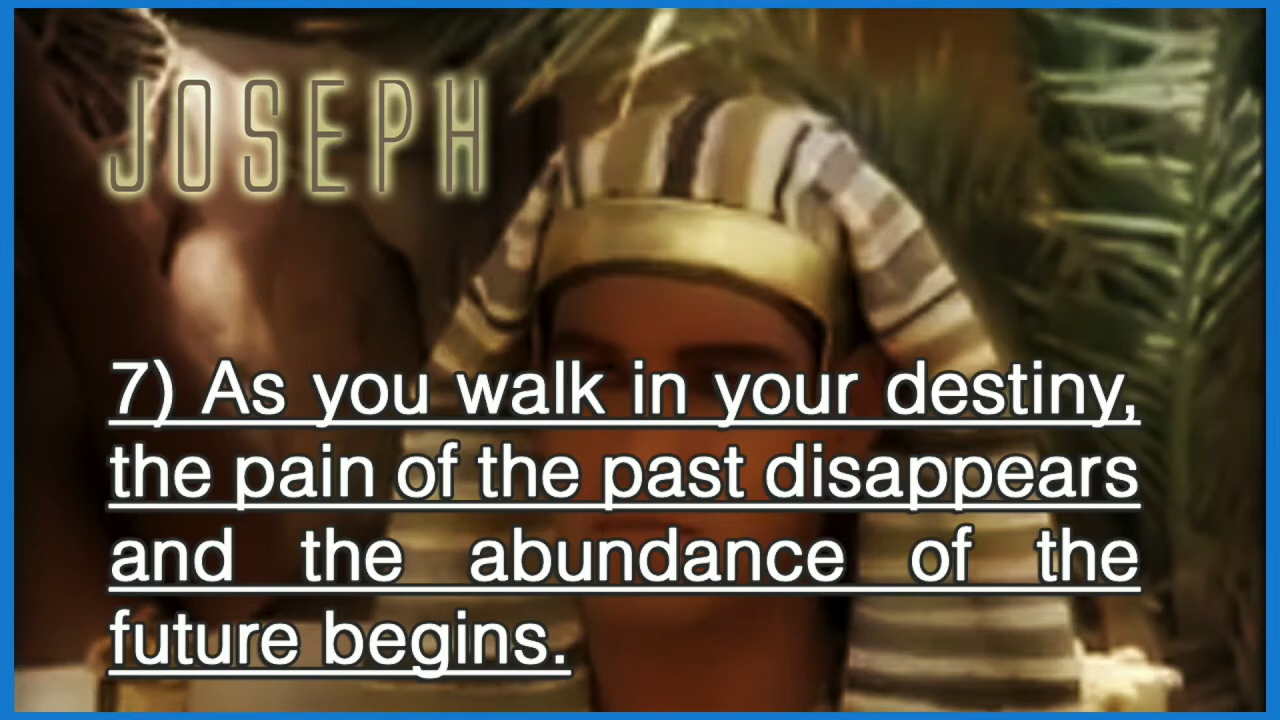 JOSEPH
7) As you walk in your destiny,
the pain of the past disappears
and the abundance of the
future begins.